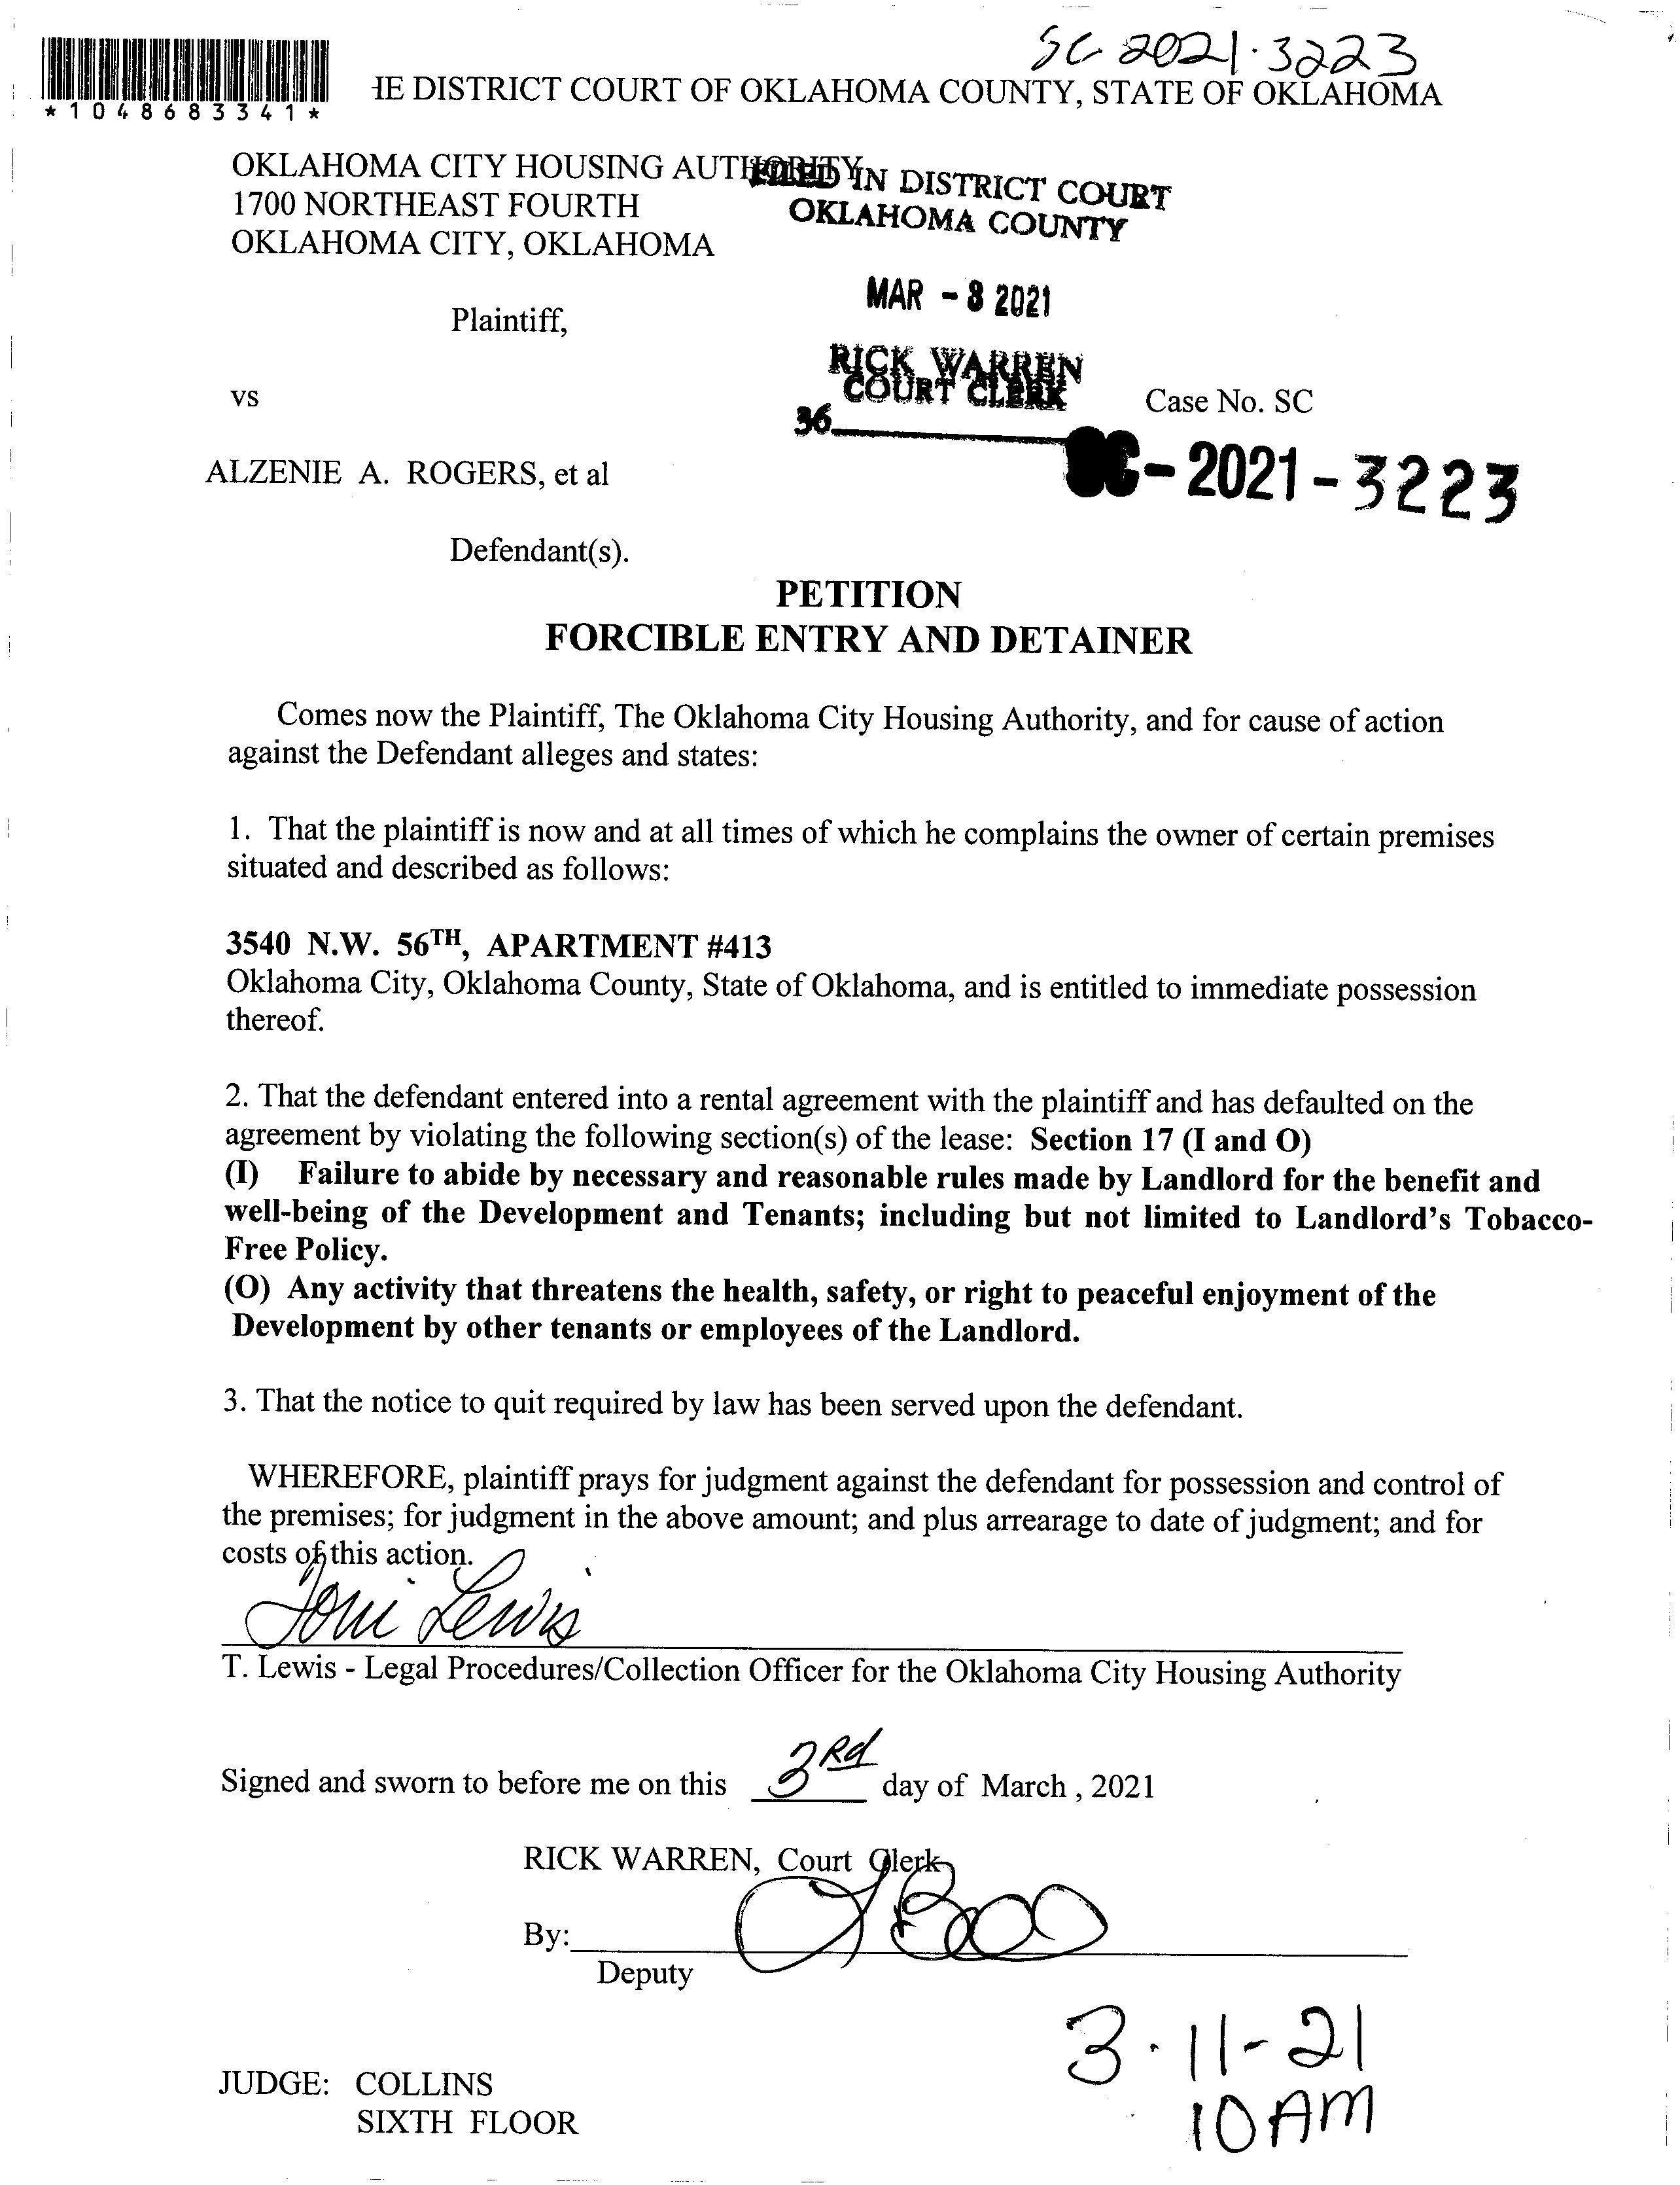 SC-2021-3223
*1048683341*
HE DISTRICT COURT OF OKLAHOMA COUNTY, STATE OF OKLAHOMA
OKLAHOMA CITY HOUSING AUTHORITY
1700 NORTHEAST FOURTH
OKLAHOMA CITY, OKLAHOMA
FILED IN DISTRICT COURT
OKLAHOMA COUNTY
MAR - 8 2021
Plaintiff,
RICK WARREN
COURT CLERK
36
vs
Case No. SC
SC-2021-3223
ALZENIE A. ROGERS, et al
Defendant(s).
PETITION
FORCIBLE ENTRY AND DETAINER
Comes now the Plaintiff, The Oklahoma City Housing Authority, and for cause of action
against the Defendant alleges and states:
1. That the plaintiff is now and at all times of which he complains the owner of certain premises
situated and described as follows:
3540 N.W. 56TH, APARTMENT #413
Oklahoma City, Oklahoma County, State of Oklahoma, and is entitled to immediate possession
thereof.
2. That the defendant entered into a rental agreement with the plaintiff and has defaulted on the
agreement by violating the following section(s) of the lease: Section 17 (I and O)
(I) Failure to abide by necessary and reasonable rules made by Landlord for the benefit and
well-being of the Development and Tenants; including but not limited to Landlord's Tobacco-
Free Policy.
(O) Any activity that threatens the health, safety, or right to peaceful enjoyment of the
Development by other tenants or employees of the Landlord.
3. That the notice to quit required by law has been served upon the defendant.
WHEREFORE, plaintiff prays for judgment against the defendant for possession and control of
the premises; for judgment in the above amount; and plus arrearage to date of judgment; and for
costs of this action.
Toni Lewis
T. Lewis - Legal Procedures/Collection Officer for the Oklahoma City Housing Authority
Signed and sworn to before me on this 3Rd day of March , 2021
RICK WARREN, Court Clerk
By:
Deputy
3-11-21
10 AM
JUDGE: COLLINS
SIXTH FLOOR